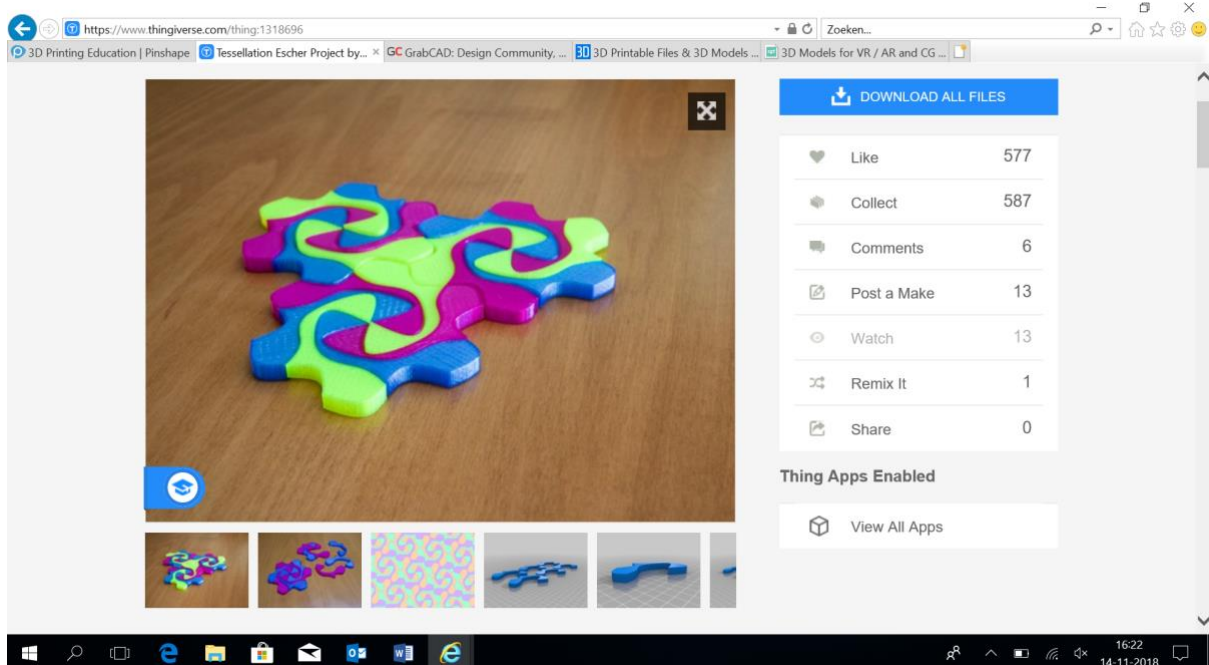 https://www.thingiverse.com/thing:1318696
Zoeken...
3D Printing Education | Pinshape
Tessellation Escher Project by...
GC GrabCAD: Design Community, ...
3D 3D Printable Files & 3D Models ...
3D Models for VR / AR and CG ...
DOWNLOAD ALL FILES
Like 577
Collect 587
Comments 6
Post a Make 13
Watch 13
Remix It 1
Share 0
Thing Apps Enabled
View All Apps
16:22
14-11-2018